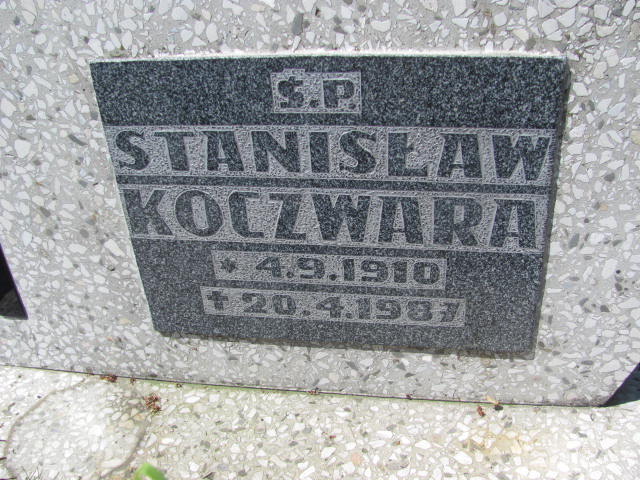 Ś.P.
STANISŁAW
KOCZWARA
* 4.9.1910
† 20.4.1987